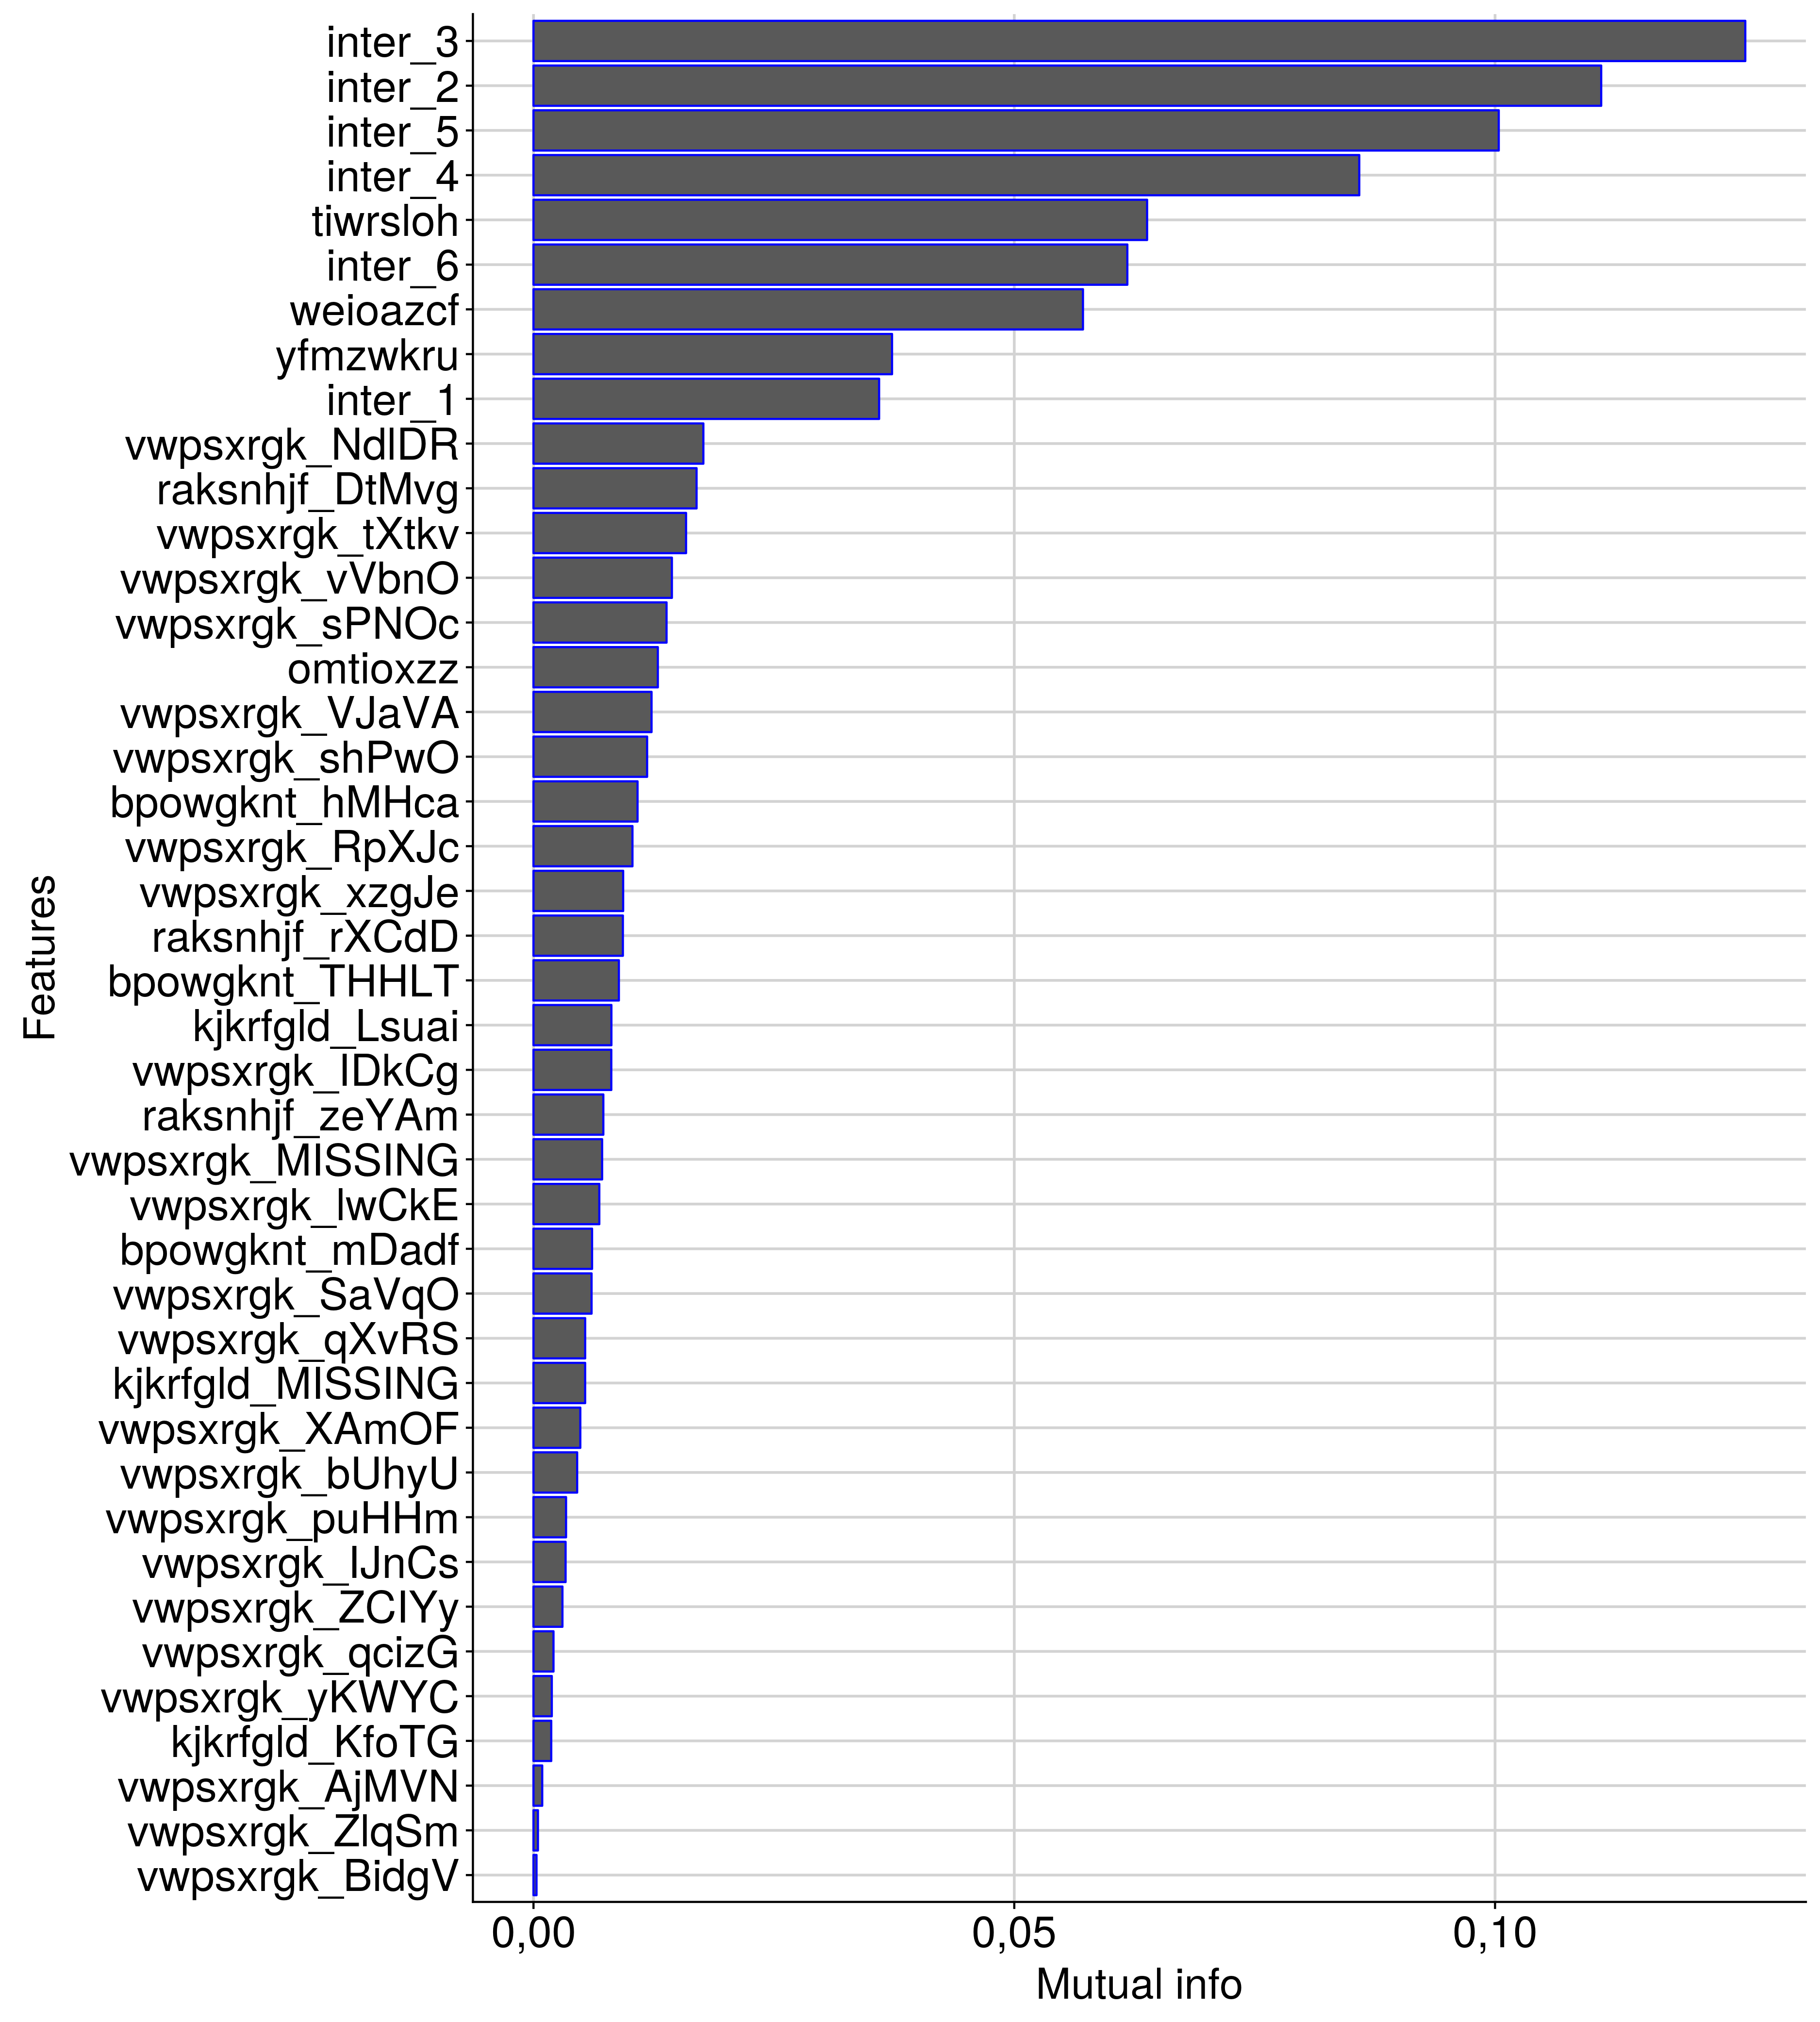 inter_3
inter_2
inter_5
inter_4
tiwrsloh
inter_6
weioazcf
yfmzwkru
inter_1
vwpsxrgk_NdlDR
raksnhjf_DtMvg
vwpsxrgk_tXtkv
vwpsxrgk_vVbnO
vwpsxrgk_sPNOc
omtioxzz
vwpsxrgk_VJaVA
vwpsxrgk_shPwO
bpowgknt_hMHca
vwpsxrgk_RpXJc
vwpsxrgk_xzgJe
raksnhjf_rXCdD
bpowgknt_THHLT
kjkrfgld_Lsuai
vwpsxrgk_lDkCg
raksnhjf_zeYAm
vwpsxrgk_MISSING
vwpsxrgk_lwCkE
bpowgknt_mDadf
vwpsxrgk_SaVqO
vwpsxrgk_qXvRS
kjkrfgld_MISSING
vwpsxrgk_XAmOF
vwpsxrgk_bUhyU
vwpsxrgk_puHHm
vwpsxrgk_IJnCs
vwpsxrgk_ZCIYy
vwpsxrgk_qcizG
vwpsxrgk_yKWYC
kjkrfgld_KfoTG
vwpsxrgk_AjMVN
vwpsxrgk_ZlqSm
vwpsxrgk_BidgV
Features
0,00 0,05 0,10
Mutual info